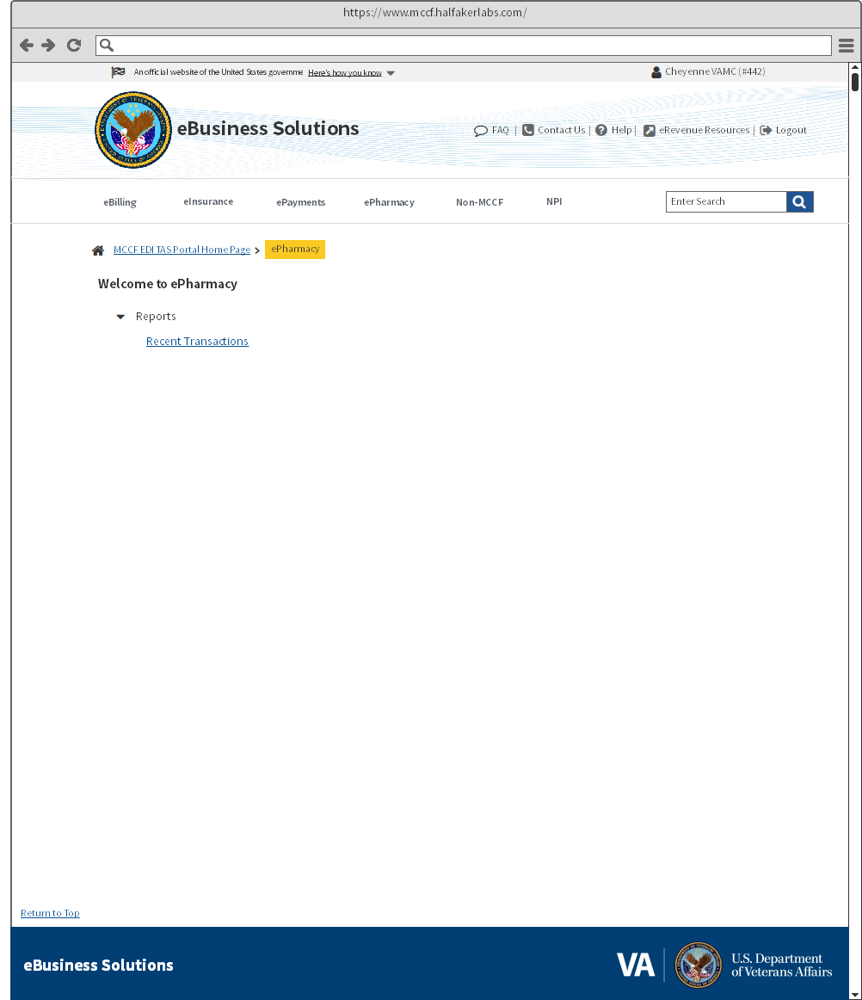 https://www.mccf.halfakerlabs.com/
An official website of the United States governme Here's how you know
Cheyenne VAMC (#442)
eBusiness Solutions
FAQ | Contact Us | Help | eRevenue Resources | Logout
eBilling eInsurance ePayments ePharmacy Non-MCCF NPI
Enter Search
MCCF EDI TAS Portal Home Page > ePharmacy
Welcome to ePharmacy
Reports
Recent Transactions
Return to Top
eBusiness Solutions
VA
U.S. Department
of Veterans Affairs